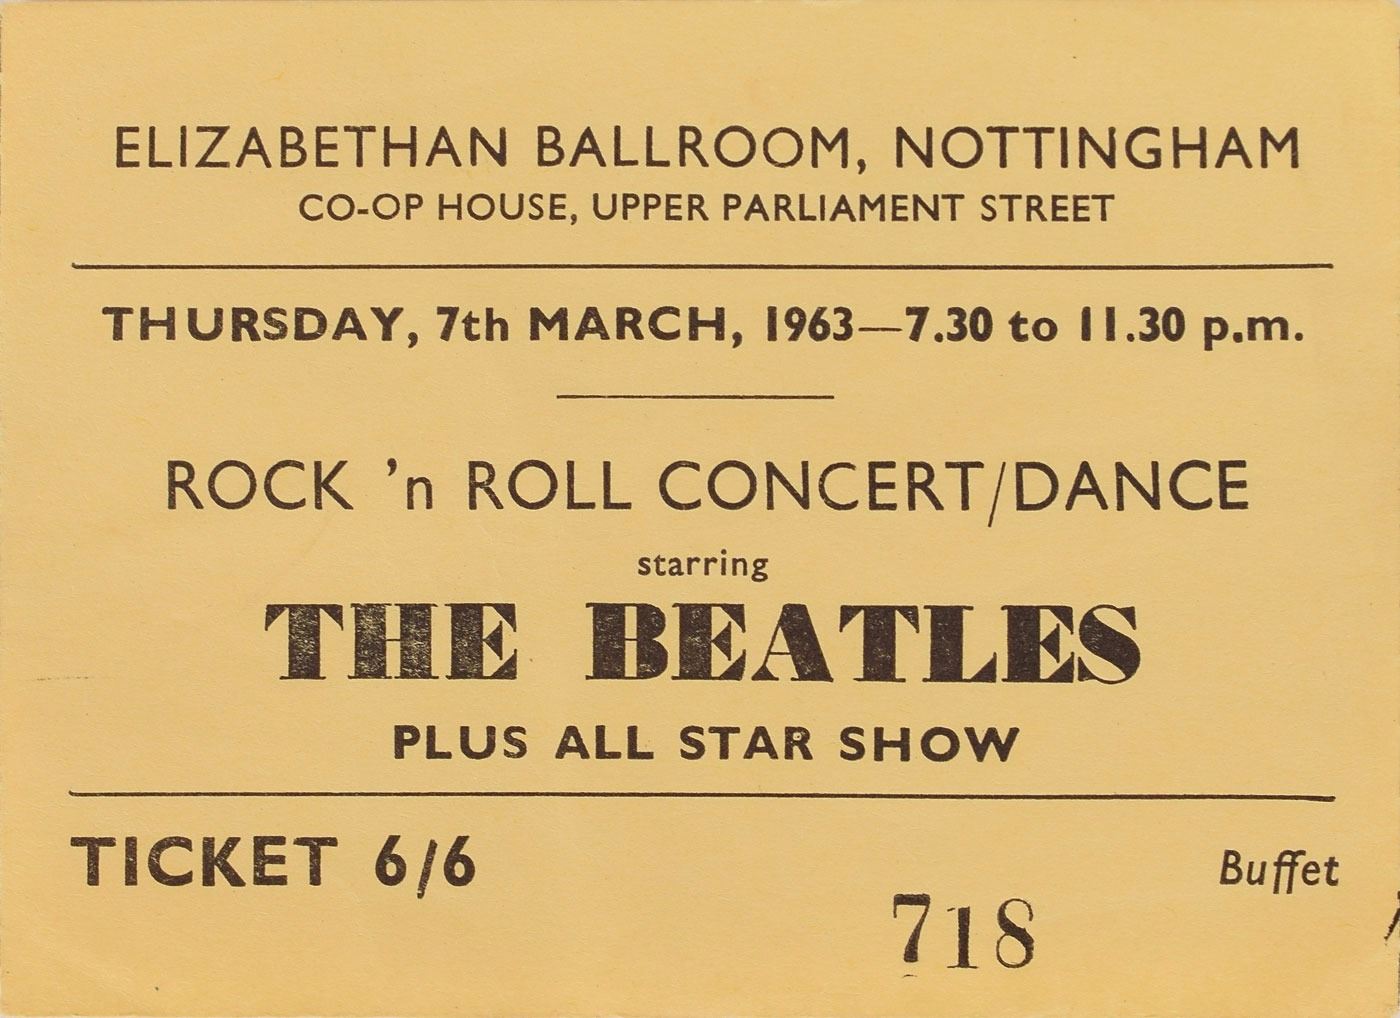 ELIZABETHAN BALLROOM, NOTTINGHAM
CO-OP HOUSE, UPPER PARLIAMENT STREET
THURSDAY, 7th MARCH, 1963—7.30 to 11.30 p.m.
ROCK 'n ROLL CONCERT/DANCE
starring
THE BEATLES
PLUS ALL STAR SHOW
TICKET 6/6
Buffet
718